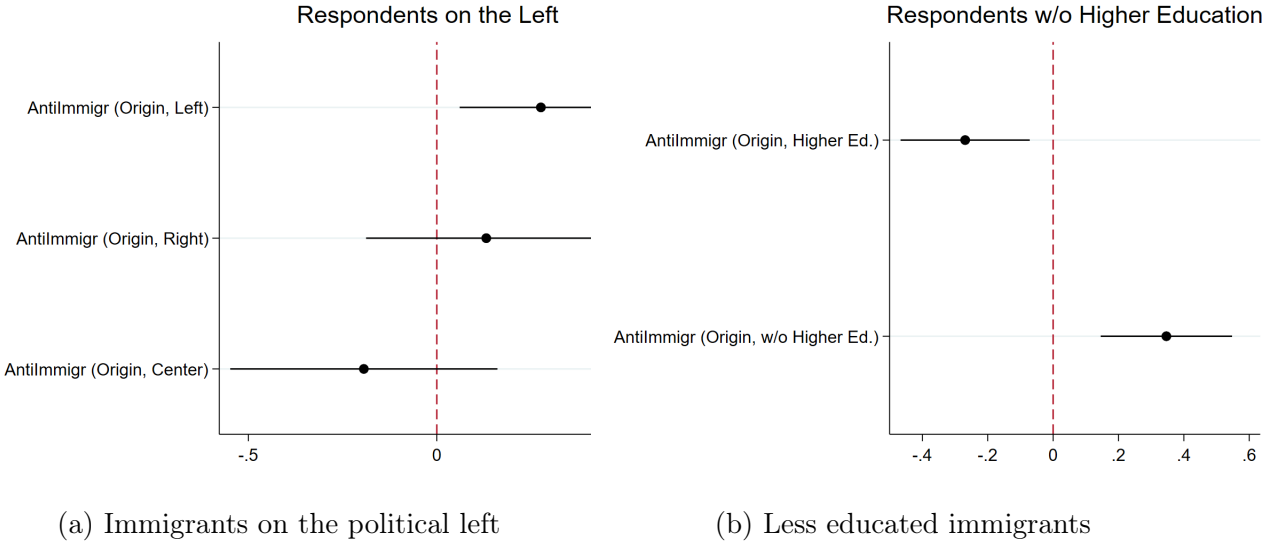 Respondents on the Left
AntiImmigr (Origin, Left)
AntiImmigr (Origin, Right)
AntiImmigr (Origin, Center)
-.5 0
(a) Immigrants on the political left
Respondents w/o Higher Education
AntiImmigr (Origin, Higher Ed.)
AntiImmigr (Origin, w/o Higher Ed.)
-.4 -.2 0 .2 .4 .6
(b) Less educated immigrants